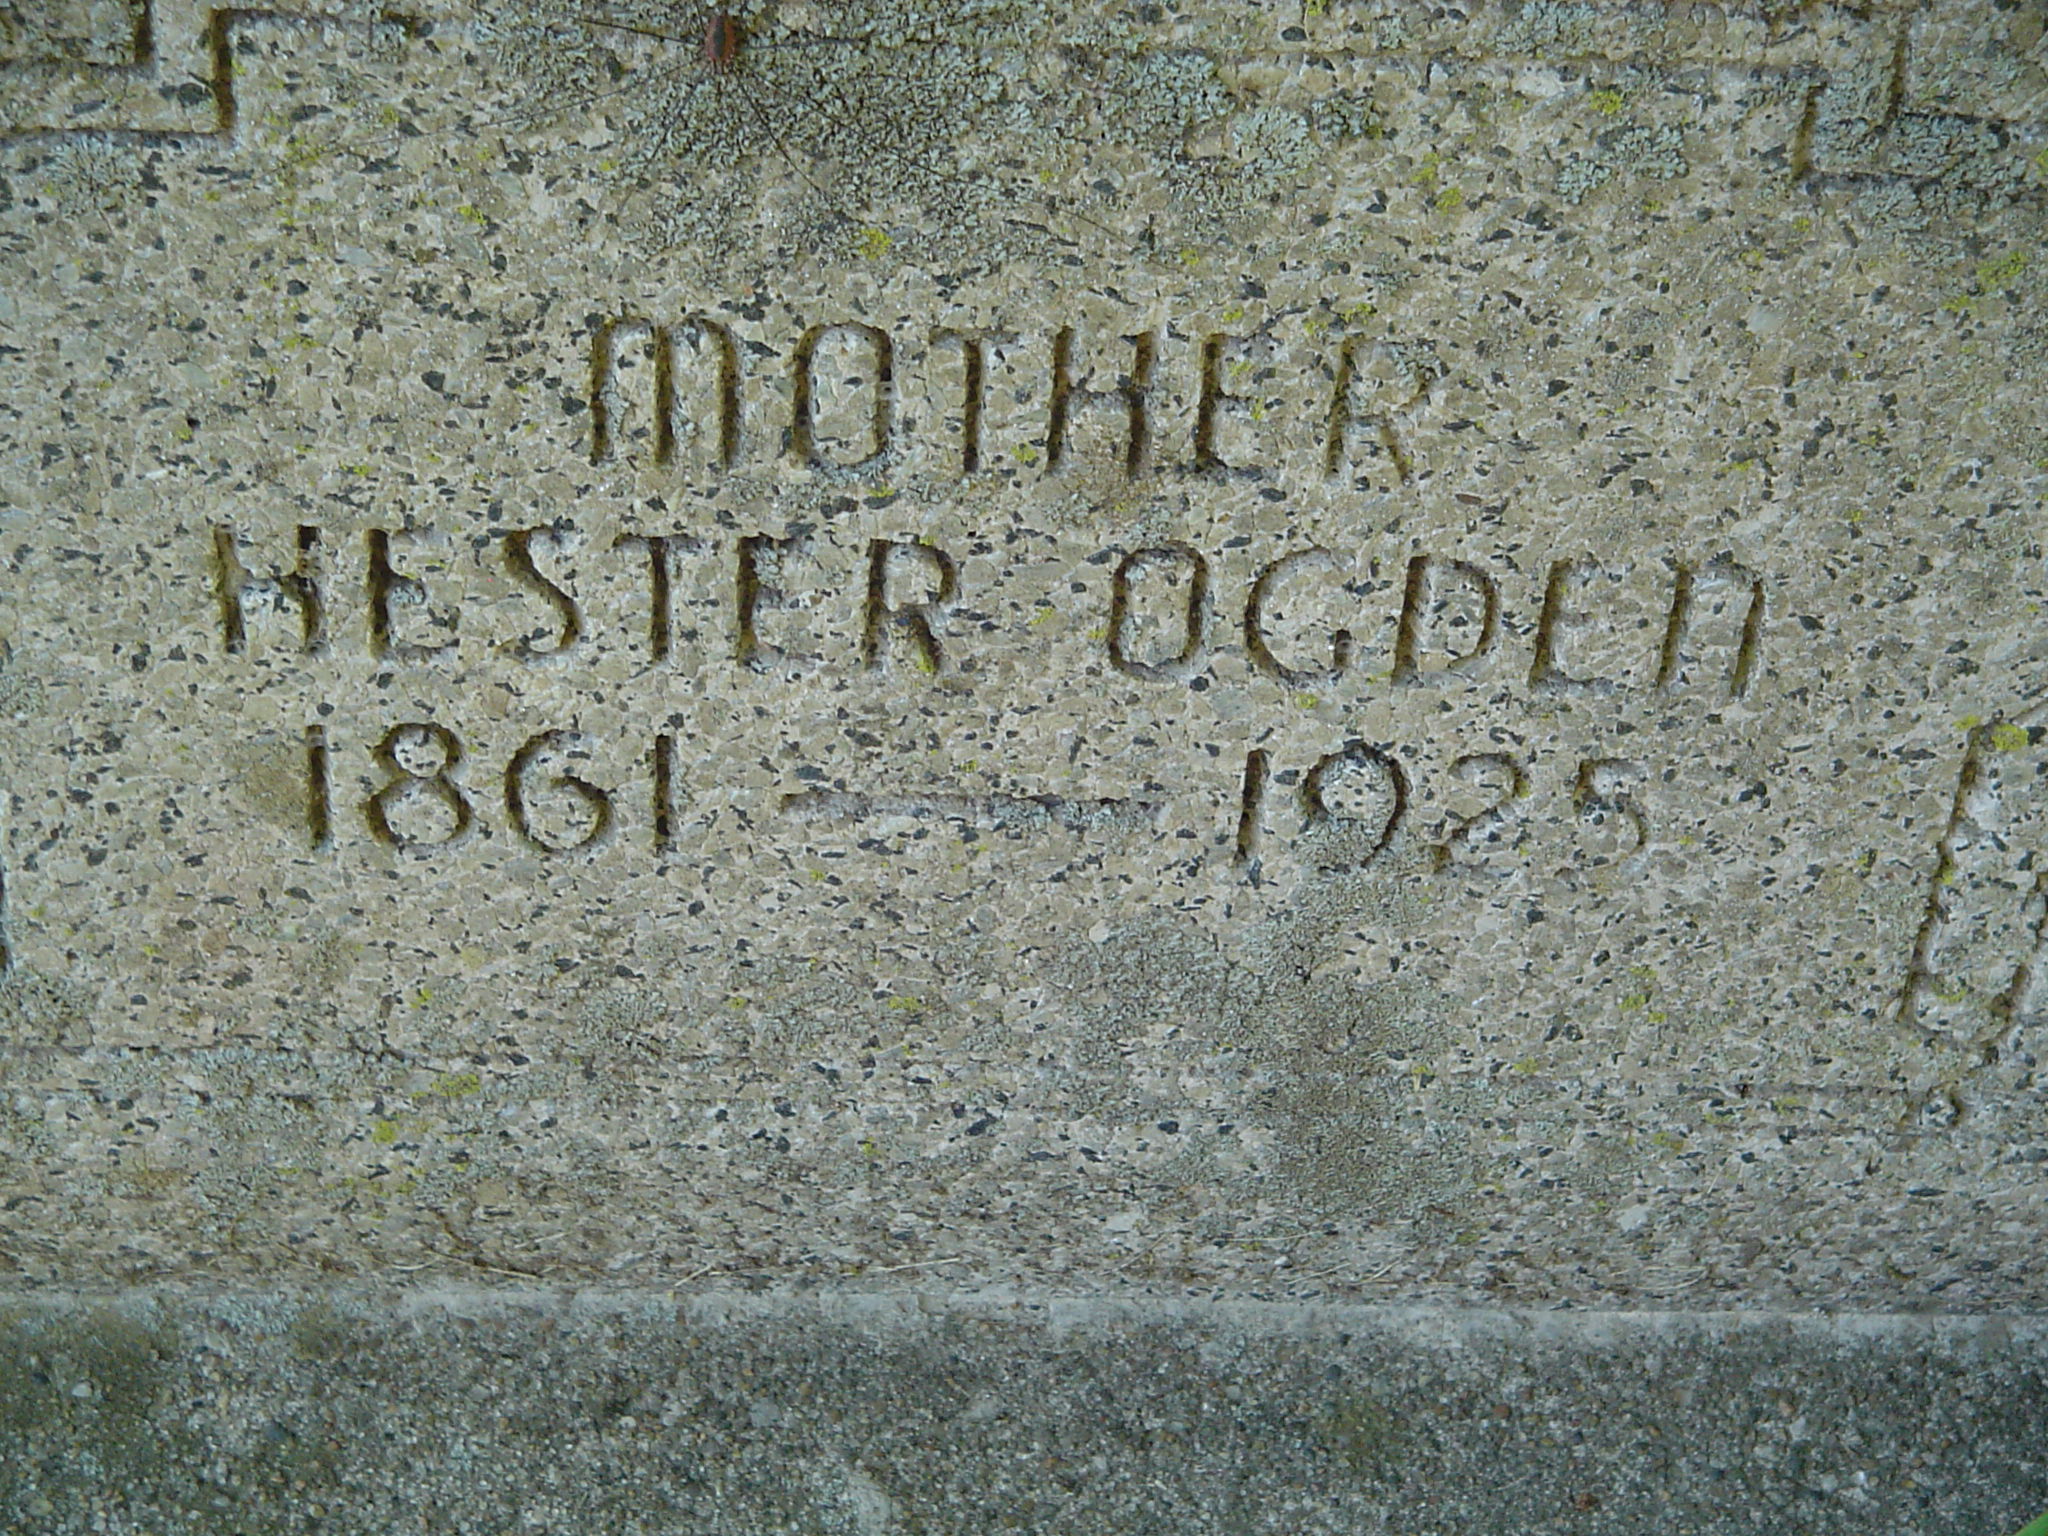 MOTHER
HESTER OGDEN
1861 — 1925